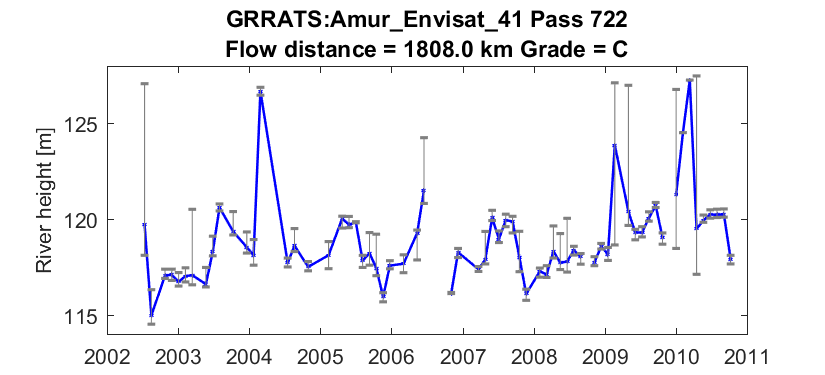 GRRATS:Amur_Envisat_41 Pass 722
Flow distance = 1808.0 km Grade = C
River height [m]
125
120
115
2002 2003 2004 2005 2006 2007 2008 2009 2010 2011